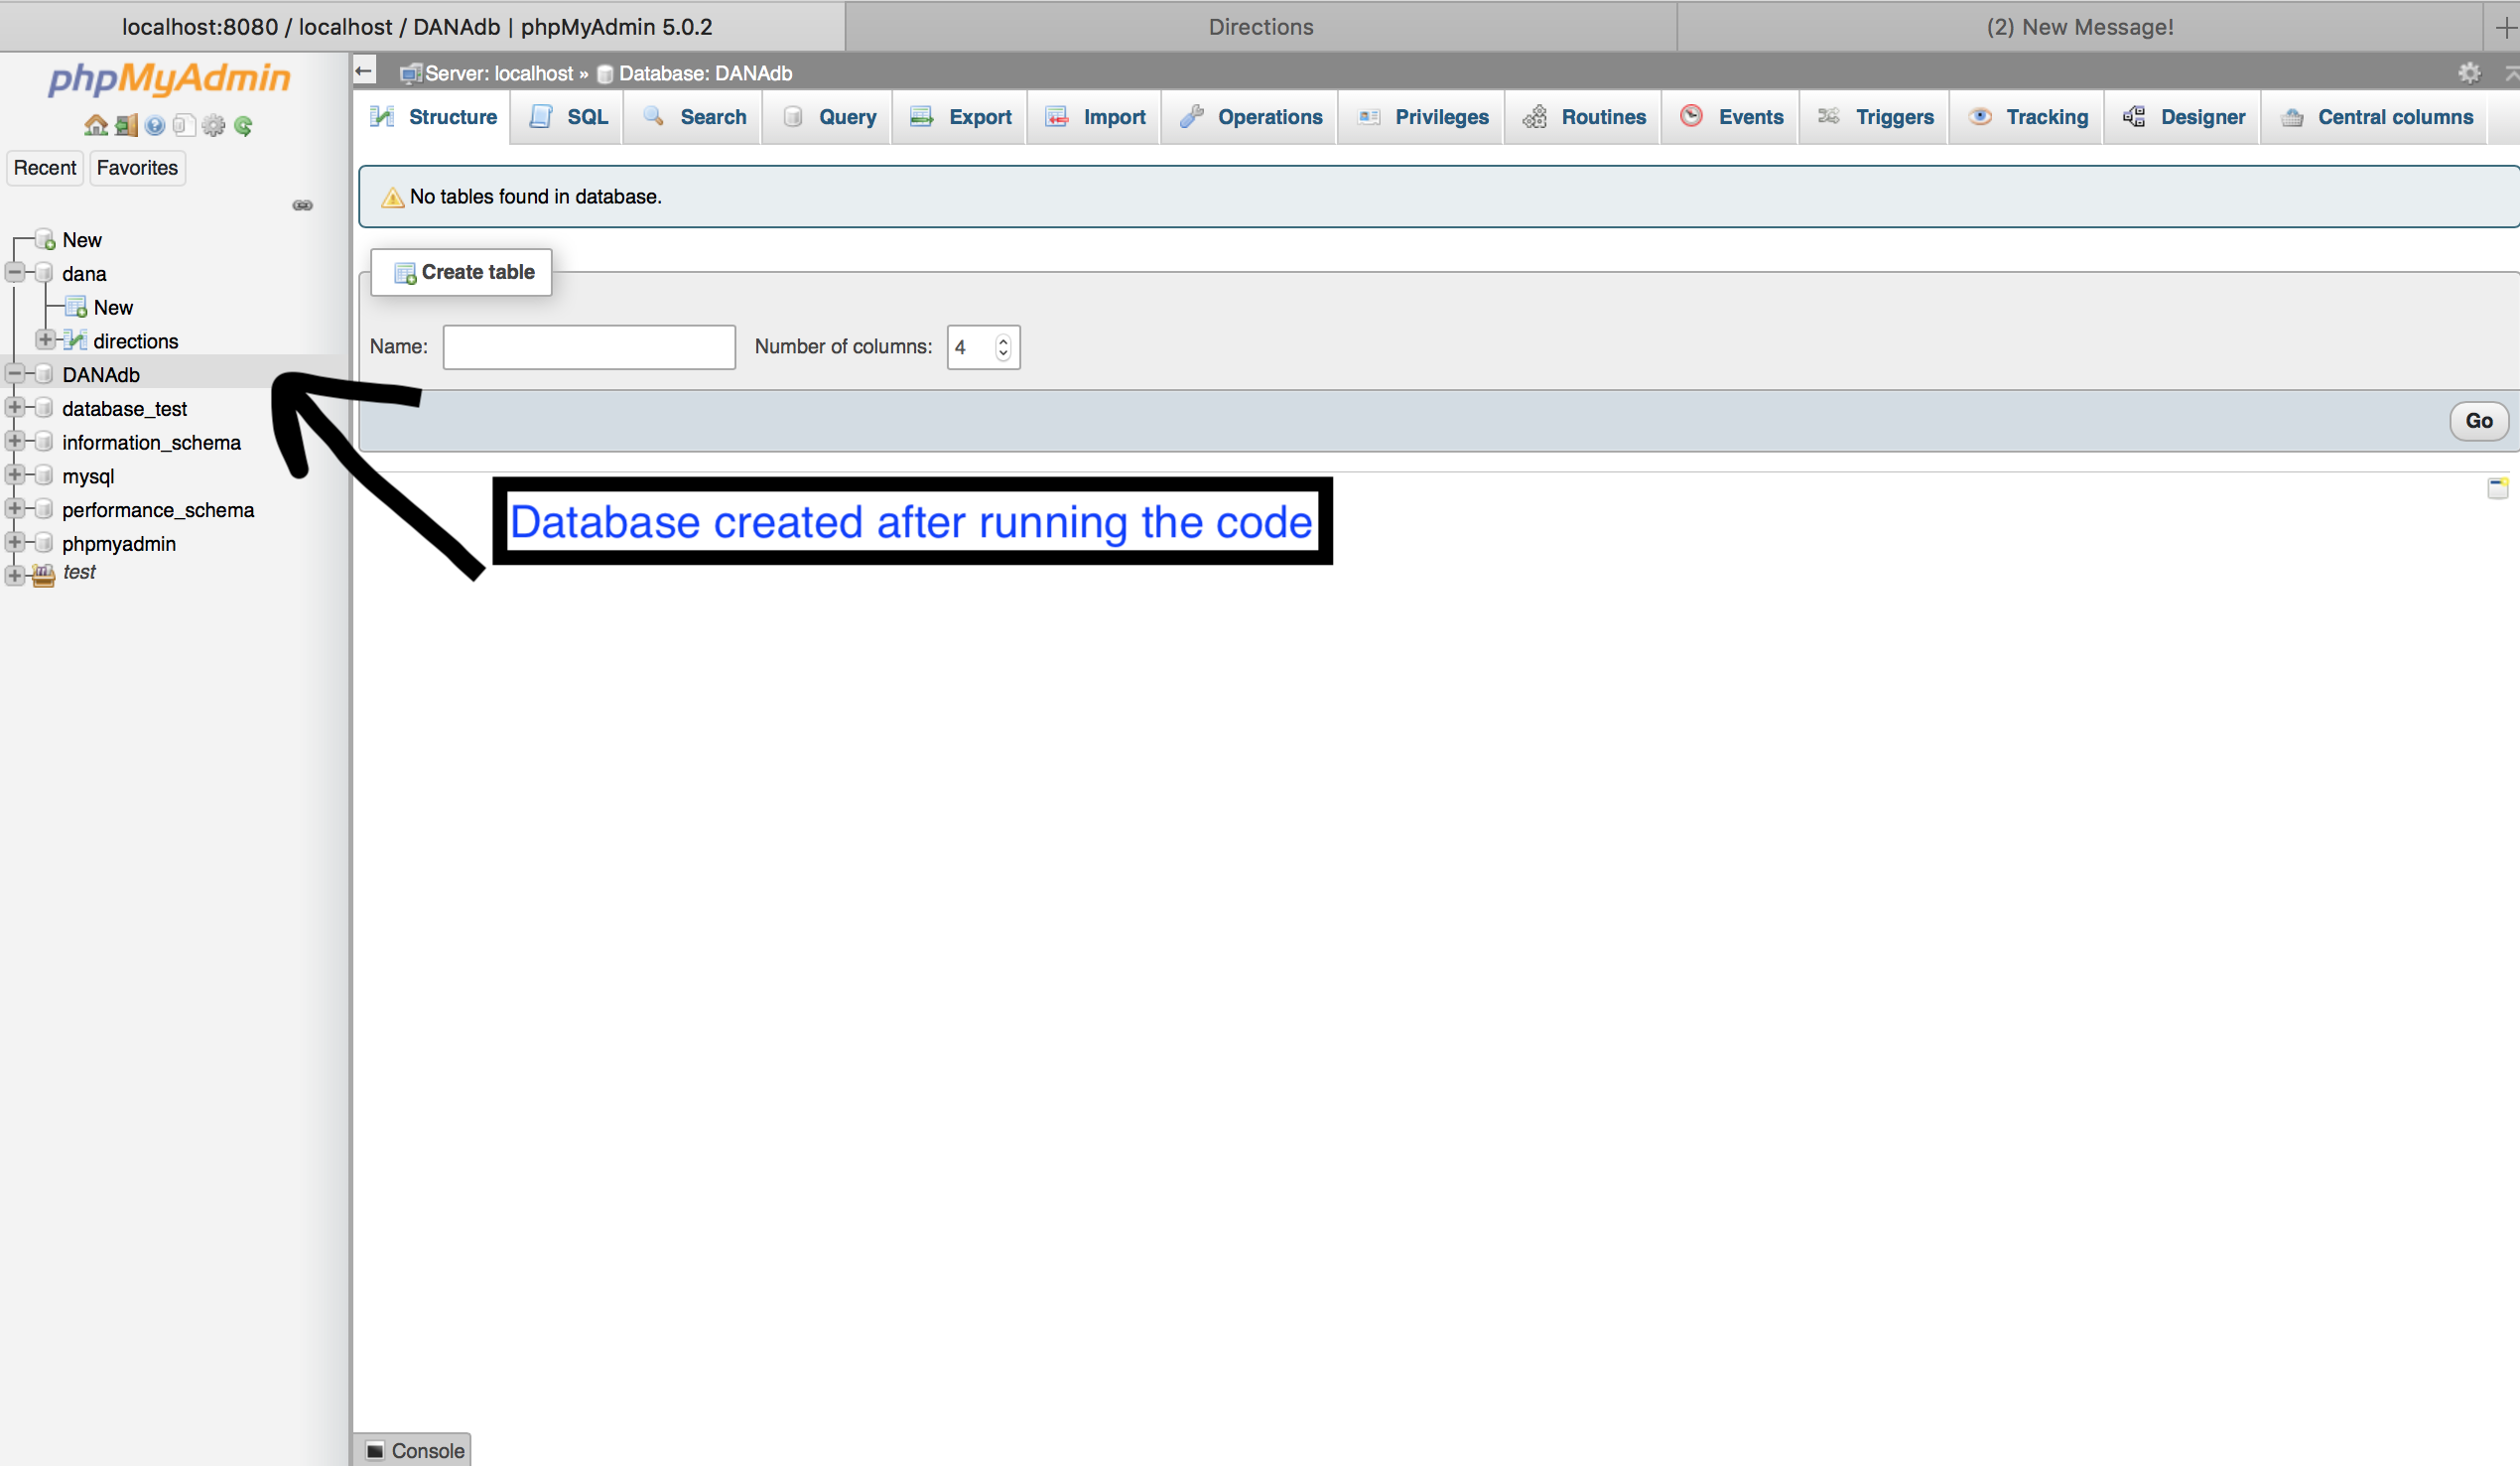 localhost:8080 / localhost / DANAdb | phpMyAdmin 5.0.2
Directions
(2) New Message!
phpMyAdmin
Recent
Favorites
New
dana
New
directions
DANAdb
database_test
information_schema
mysql
performance_schema
phpmyadmin
test
Server: localhost » Database: DANAdb
Structure
SQL
Search
Query
Export
Import
Operations
Privileges
Routines
Events
Triggers
Tracking
Designer
Central columns
No tables found in database.
Create table
Name:
Number of columns: 4
Go
Database created after running the code
Console